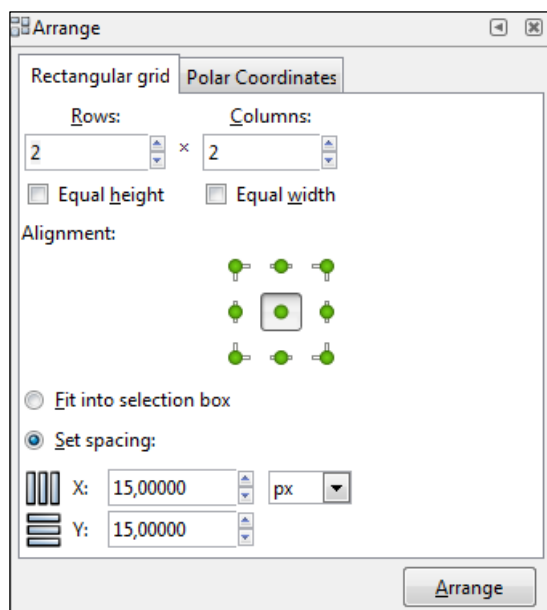 Arrange
Rectangular grid Polar Coordinates
Rows: Columns:
2 × 2
Equal height Equal width
Alignment:
Fit into selection box
Set spacing:
X: 15,00000 px
Y: 15,00000
Arrange